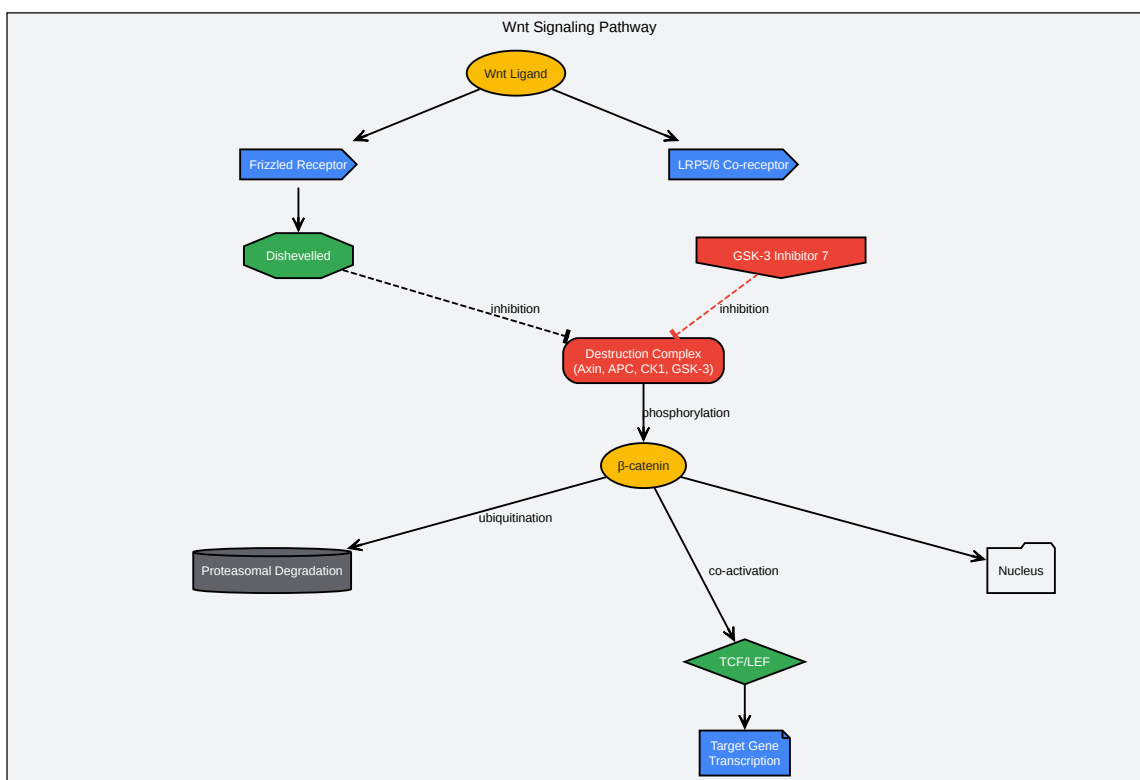 Wnt Signaling Pathway
Wnt Ligand
Frizzled Receptor
LRP5/6 Co-receptor
Dishevelled
GSK-3 Inhibitor 7
inhibition
inhibition
Destruction Complex
(Axin, APC, CK1, GSK-3)
phosphorylation
β-catenin
ubiquitination
Proteasomal Degradation
co-activation
Nucleus
TCF/LEF
Target Gene
Transcription